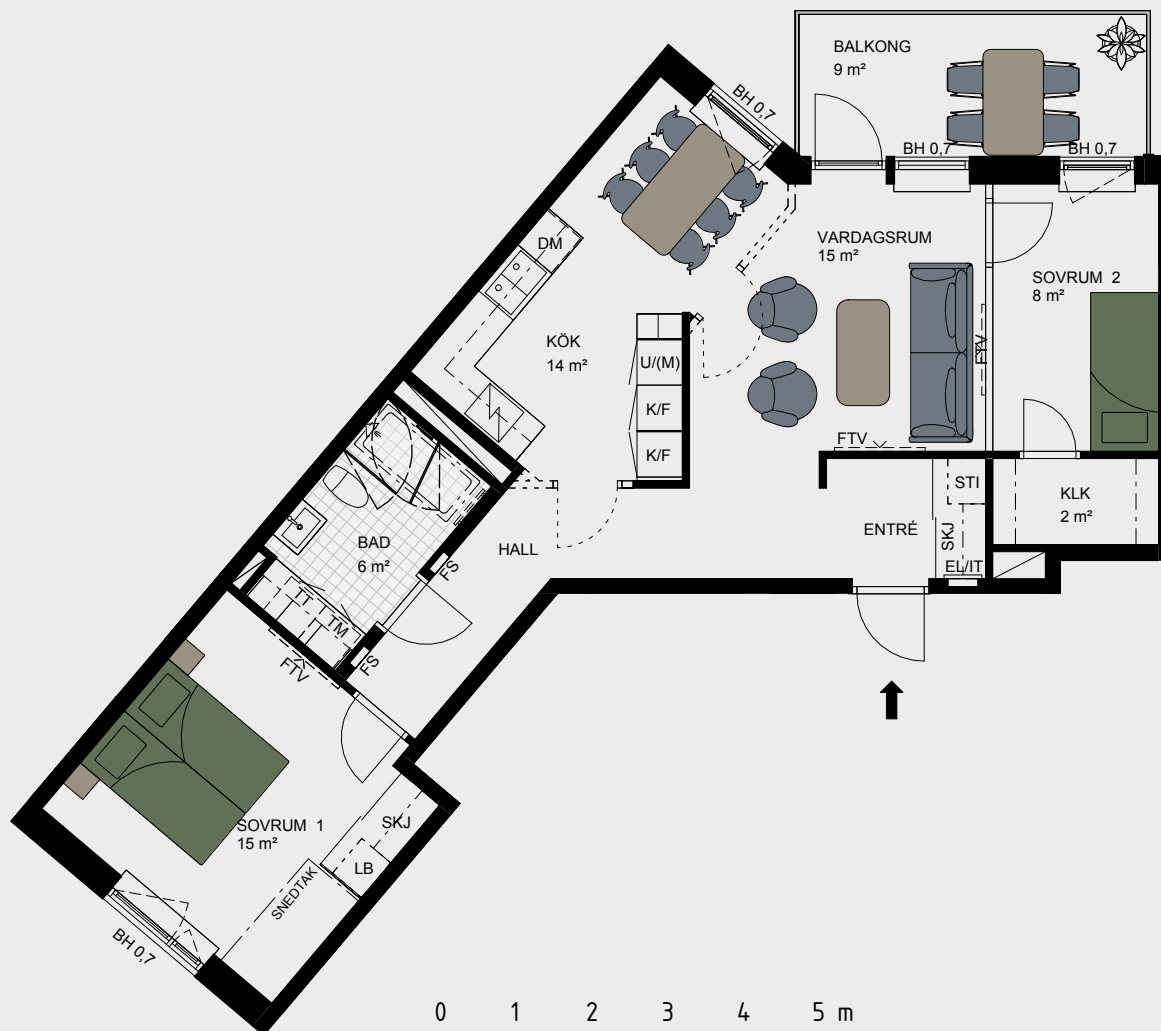 BALKONG
9 m²
BH 0,7
BH 0,7
BH 0,7
DM
VARDAGSRUM
15 m²
SOVRUM 2
8 m²
KÖK
14 m²
U/(M)
K/F
K/F
FTV
FTV
STI
KLK
2 m²
ENTRÉ
SKJ
EL/IT
HALL
BAD
6 m²
FS
TT
TM
FS
FTV
SOVRUM 1
15 m²
SKJ
LB
SNEDTAK
BH 0,7
0 1 2 3 4 5 m